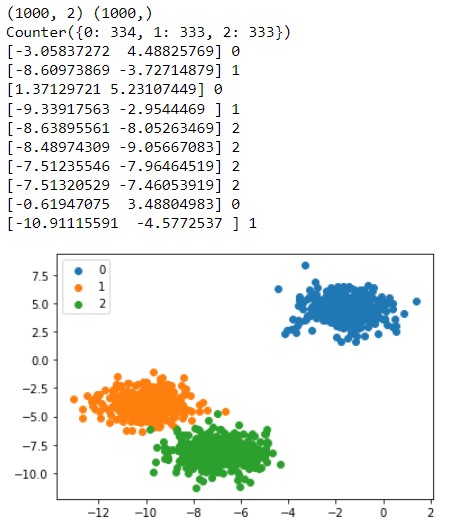 (1000, 2) (1000,)
Counter({0: 334, 1: 333, 2: 333})
[-3.05837272  4.48825769] 0
[-8.60973869 -3.72714879] 1
[1.37129721 5.23107449] 0
[-9.33917563 -2.9544469 ] 1
[-8.63895561 -8.05263469] 2
[-8.48974309 -9.05667083] 2
[-7.51235546 -7.96464519] 2
[-7.51320529 -7.46053919] 2
[-0.61947075  3.48804983] 0
[-10.91115591  -4.5772537 ] 1
0
1
2
7.5
5.0
2.5
0.0
−2.5
−5.0
−7.5
−10.0
−12 −10 −8 −6 −4 −2 0 2